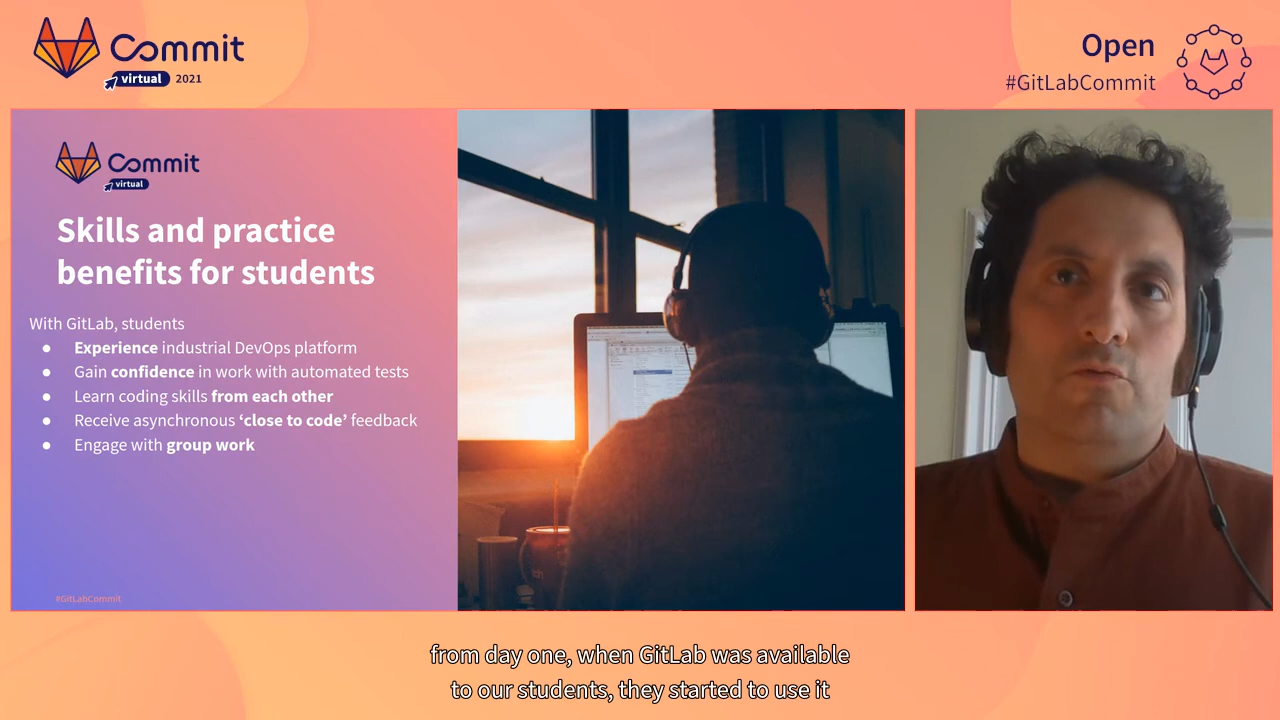 Commit
virtual 2021
Open
#GitLabCommit
Commit
virtual
Skills and practice
benefits for students
With GitLab, students
● Experience industrial DevOps platform
● Gain confidence in work with automated tests
● Learn coding skills from each other
● Receive asynchronous ‘close to code’ feedback
● Engage with group work
#GitLabCommit
from day one, when GitLab was available
to our students, they started to use it